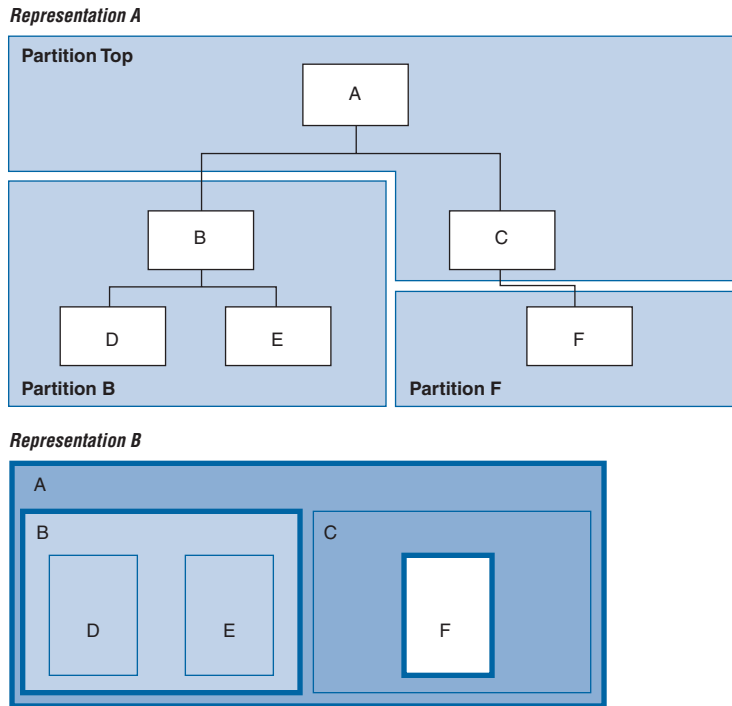 Representation A
Partition Top
A
B
C
D
E
F
Partition B
Partition F
Representation B
A
B
C
D
E
F